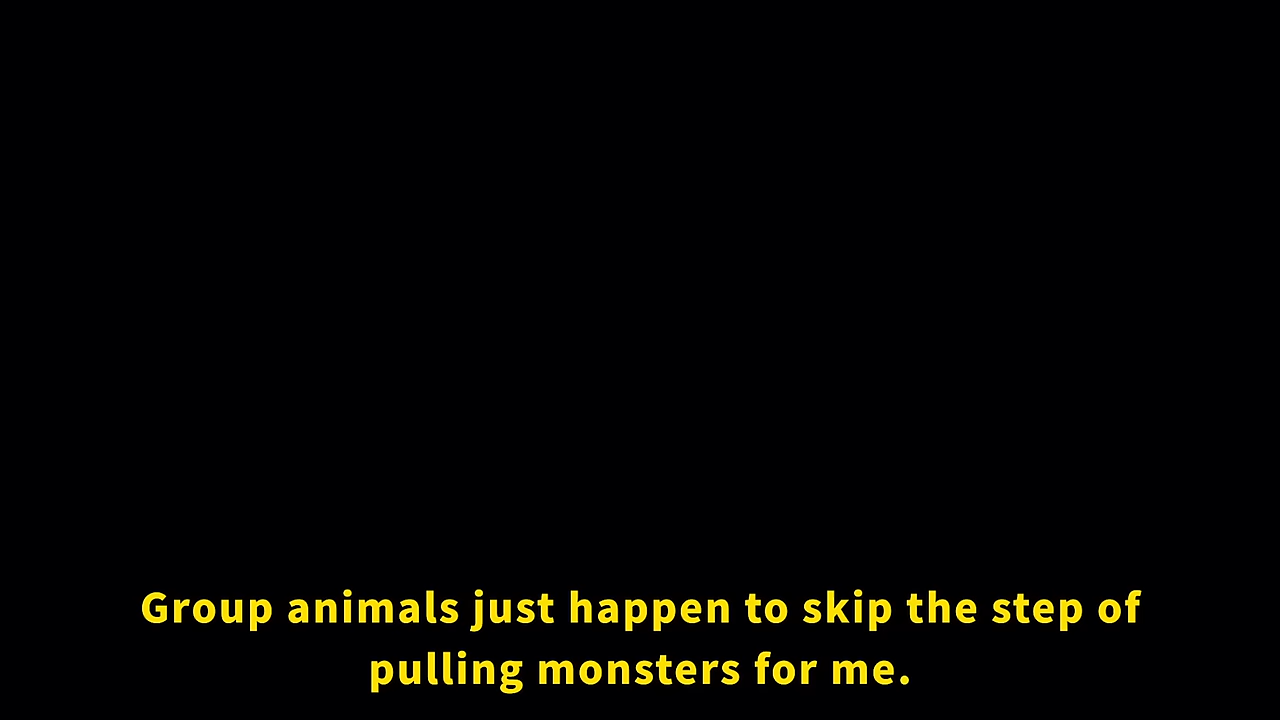 Group animals just happen to skip the step of
pulling monsters for me.